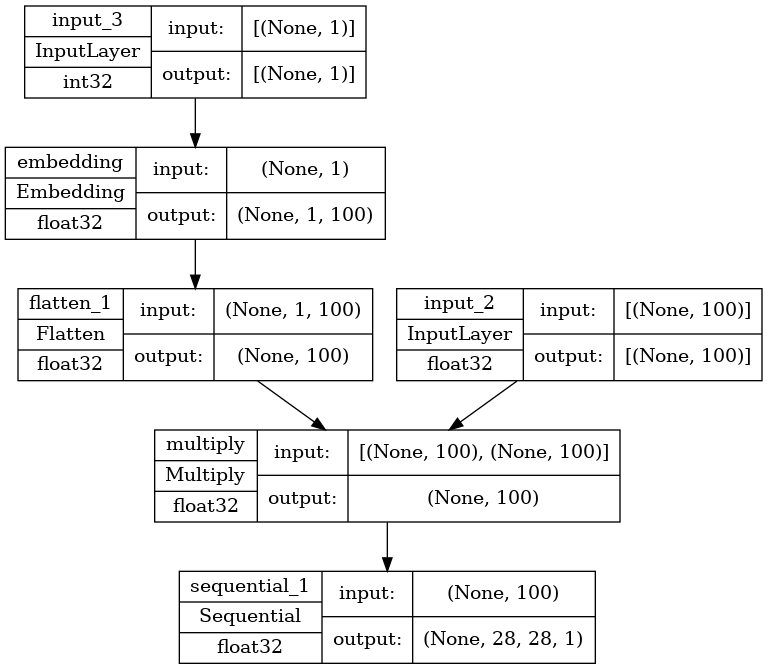 input_3
InputLayer
int32
input:
[(None, 1)]
output:
[(None, 1)]
embedding
Embedding
float32
input:
(None, 1)
output:
(None, 1, 100)
flatten_1
Flatten
float32
input:
(None, 1, 100)
output:
(None, 100)
input_2
InputLayer
float32
input:
[(None, 100)]
output:
[(None, 100)]
multiply
Multiply
float32
input:
[(None, 100), (None, 100)]
output:
(None, 100)
sequential_1
Sequential
float32
input:
(None, 100)
output:
(None, 28, 28, 1)